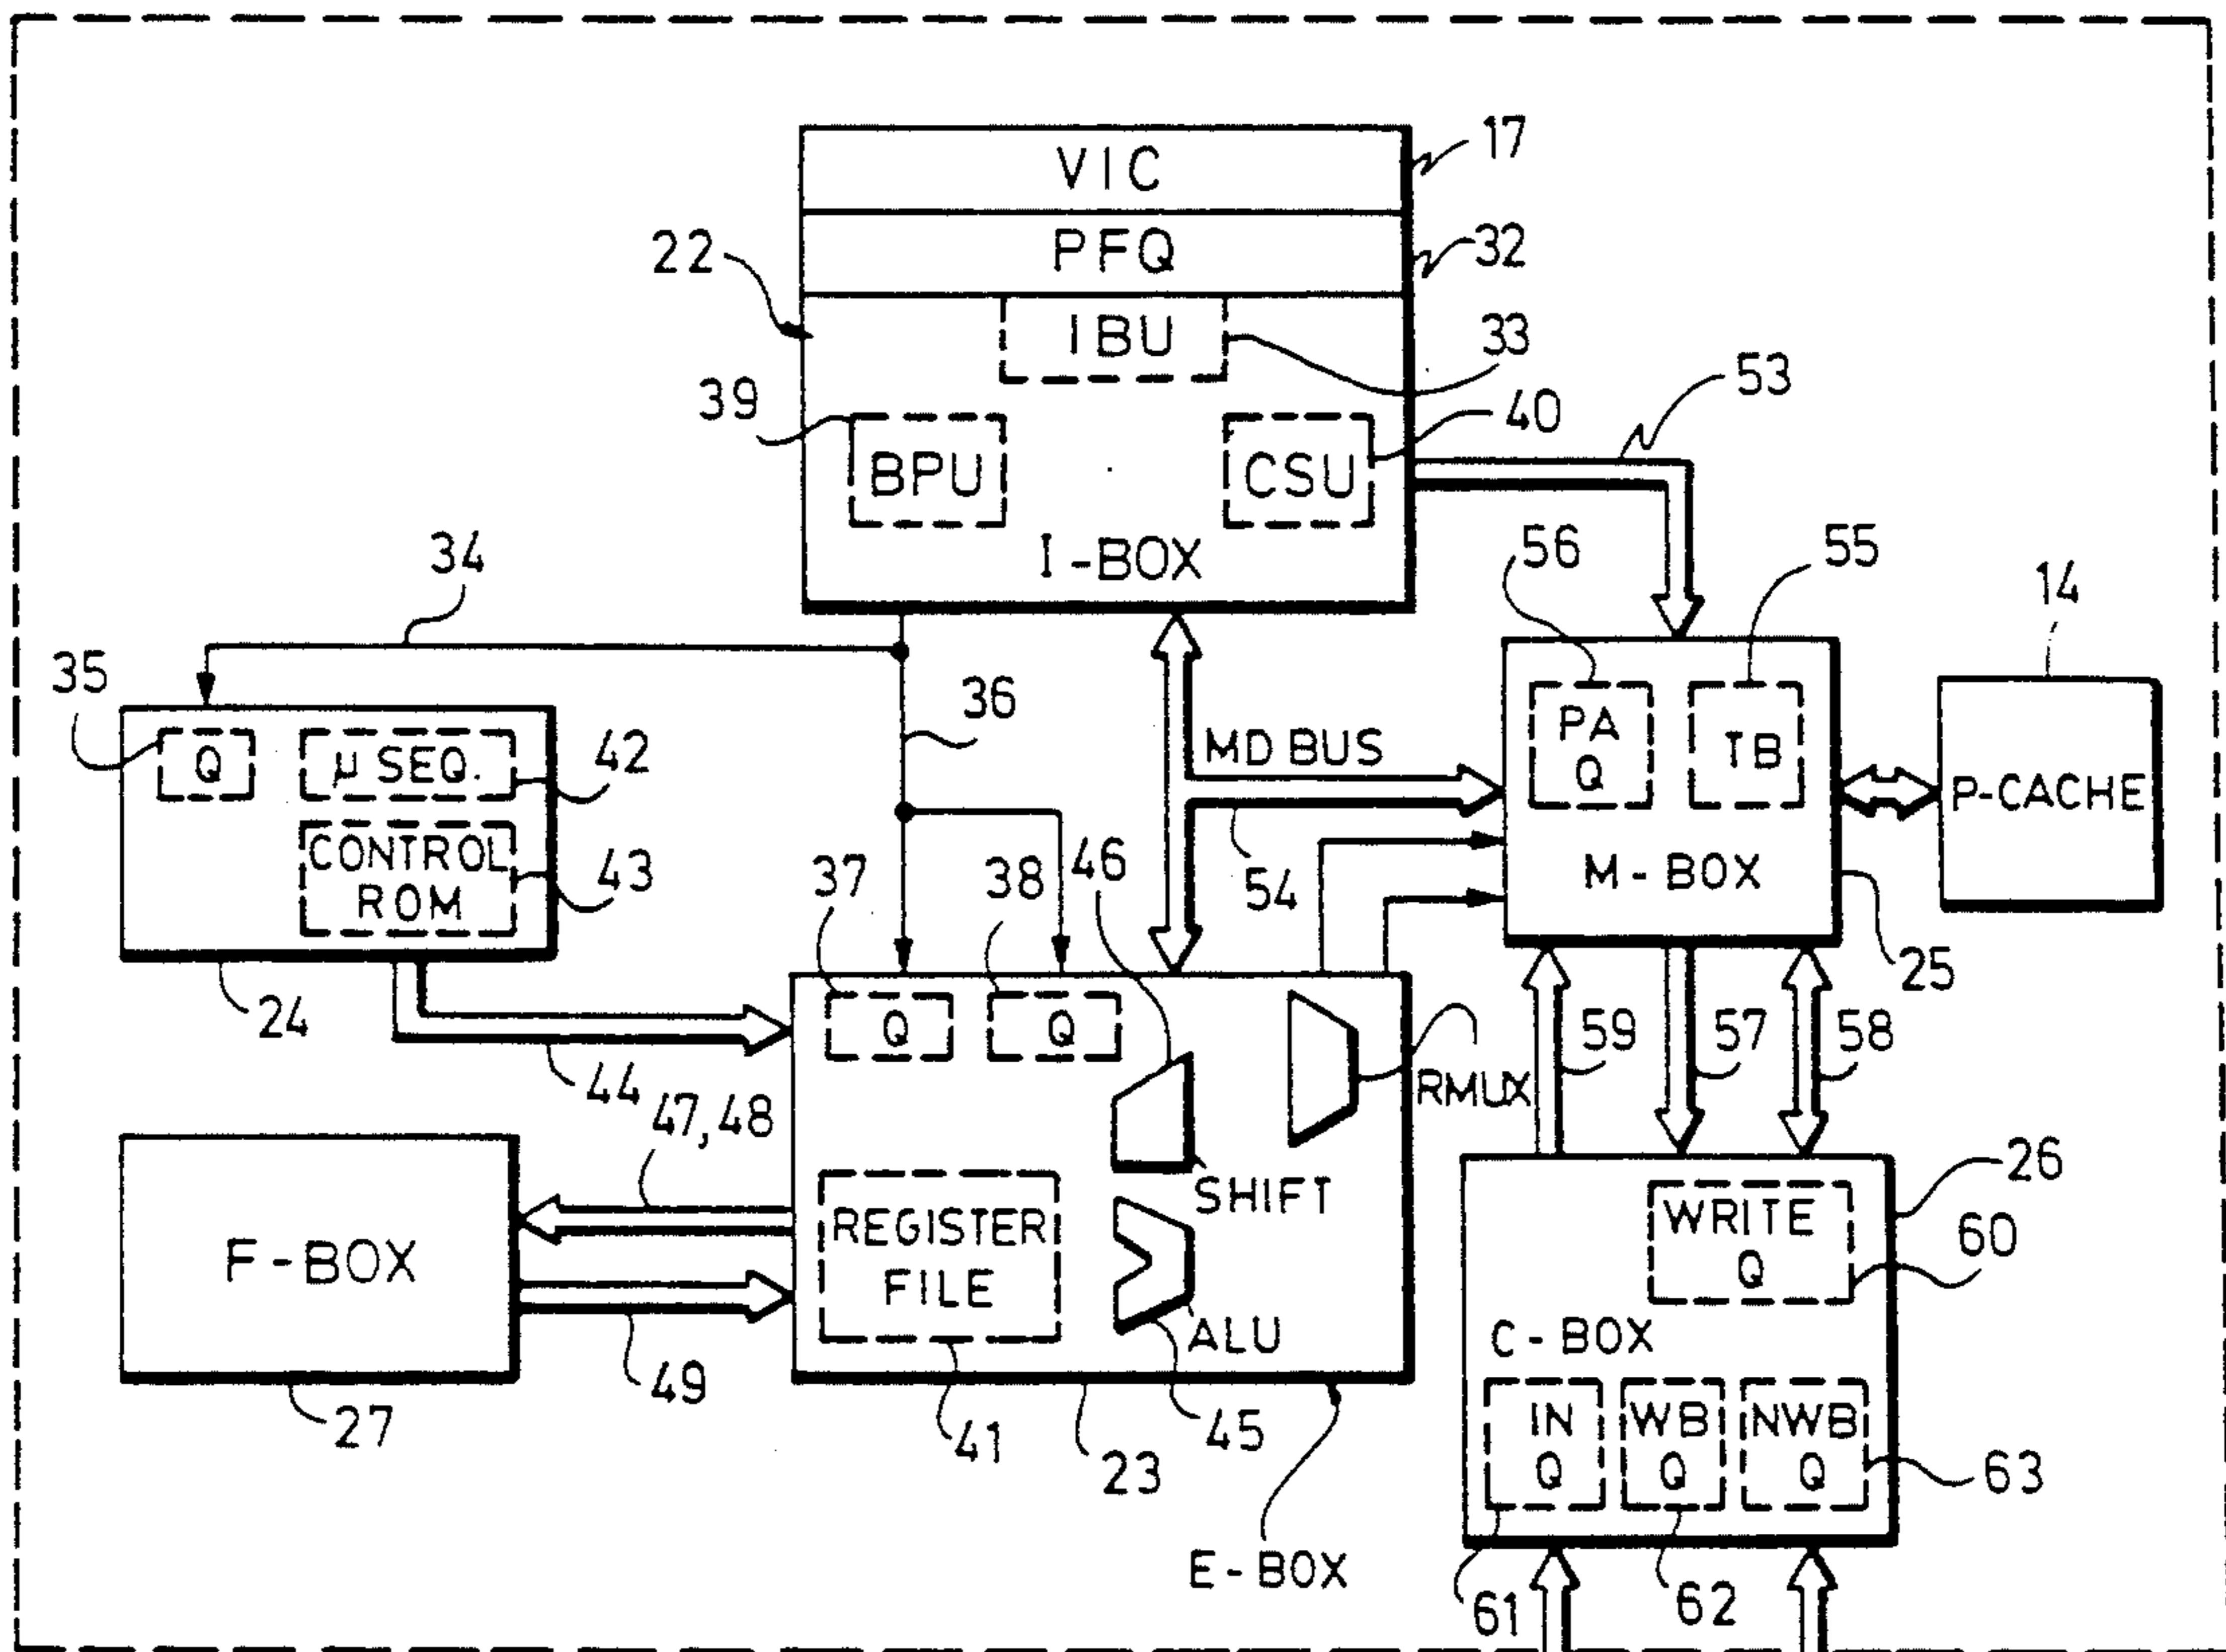 VIC
17
PFQ
32
22
IBU
33
39
BPU
CSU
40
53
I-BOX
34
56
55
14
35
Q
µ SEQ.
42
36
MD BUS
PA
Q
TB
P-CACHE
CONTROL
ROM
43
37
38
46
54
M-BOX
25
24
44
Q
Q
RMUX
59
57
58
47,48
SHIFT
26
F-BOX
REGISTER
FILE
WRITE
Q
60
ALU
C-BOX
27
49
41
23
45
IN
Q
WB
Q
NWB
Q
63
E-BOX
61
62